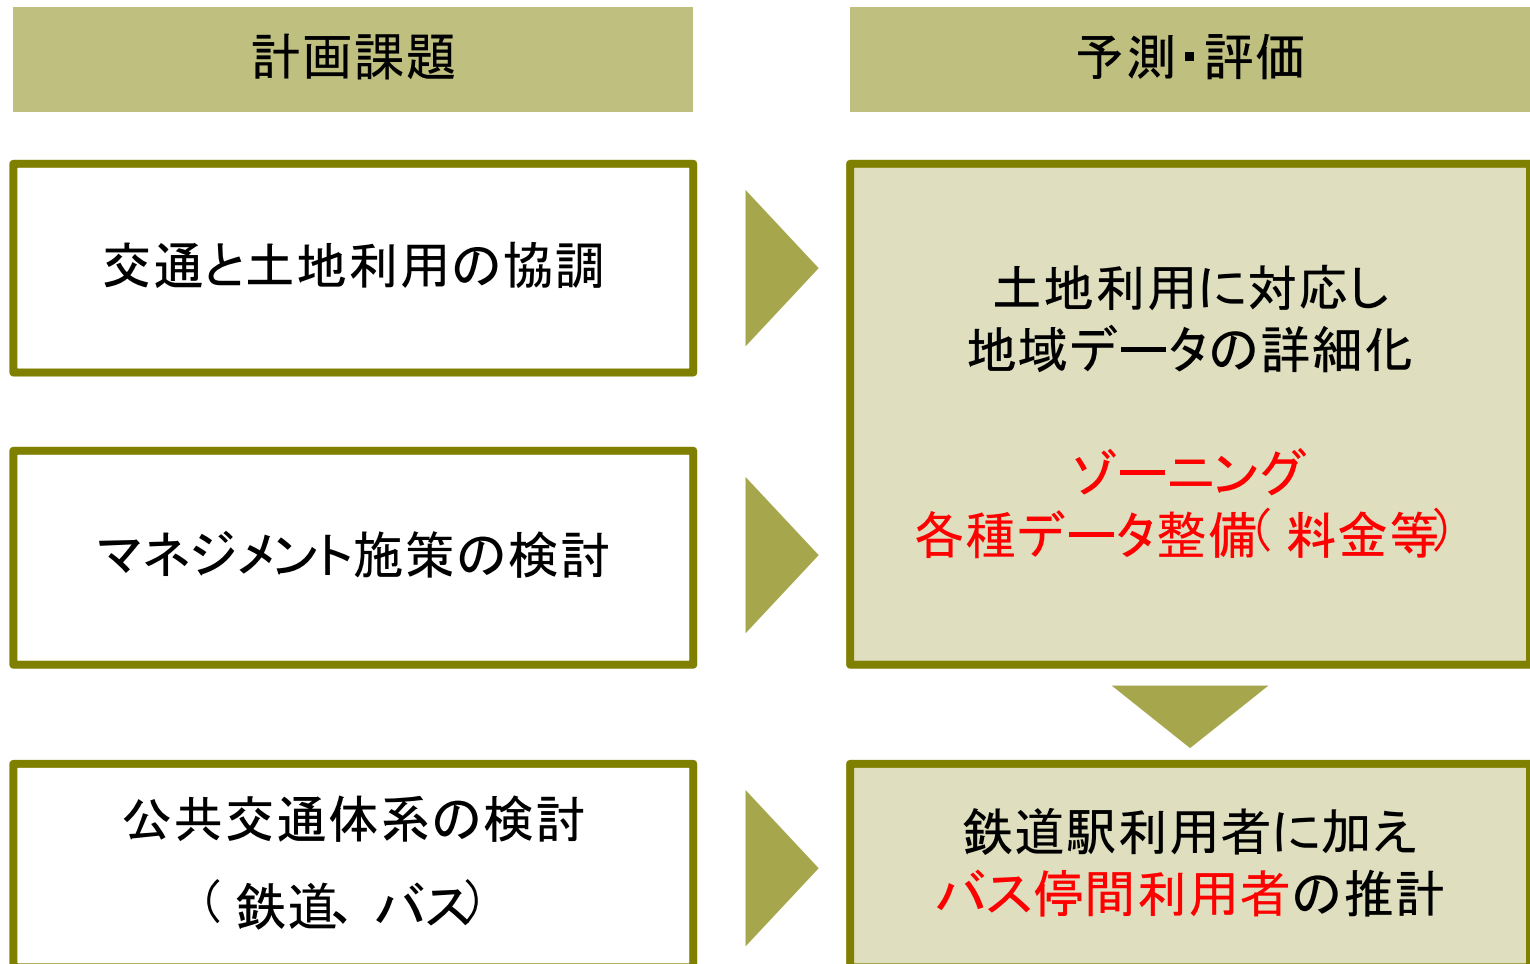 計画課題
予測・評価
交通と土地利用の協調
土地利用に対応し
地域データの詳細化
ゾーニング
各種データ整備(料金等)
マネジメント施策の検討
公共交通体系の検討
(鉄道、バス)
鉄道駅利用者に加え
バス停間利用者の推計